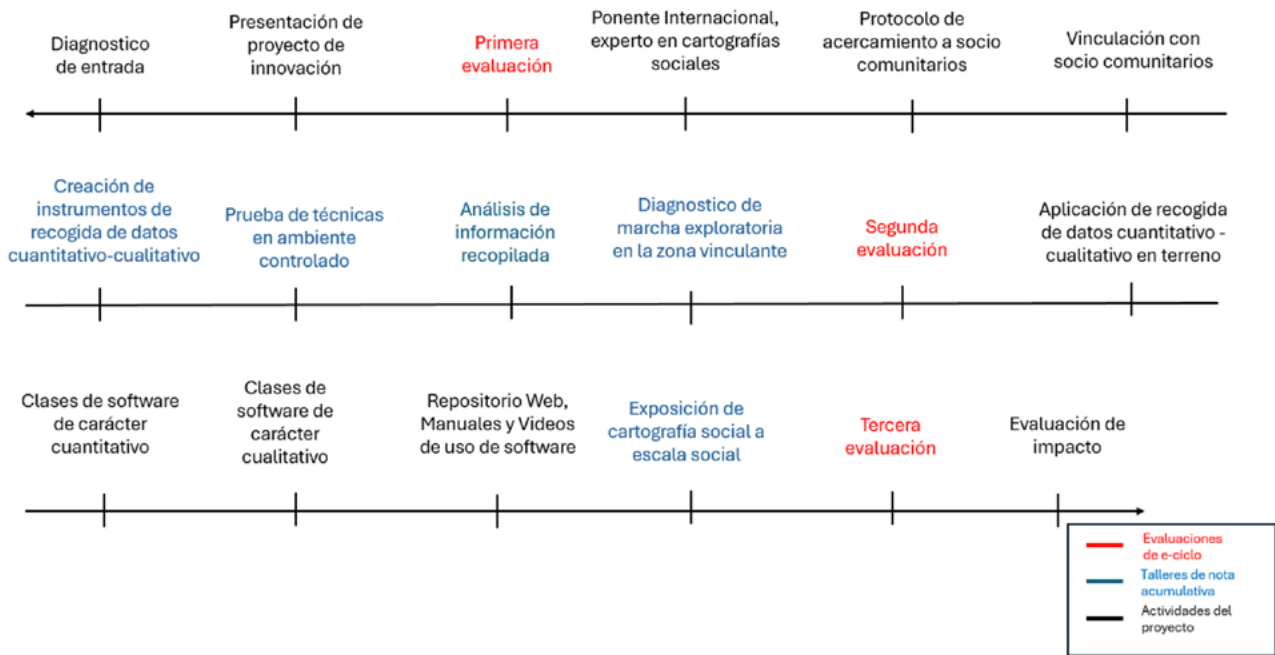 Diagnostico
de entrada
Presentación de
proyecto de
innovación
Primera
evaluación
Ponente Internacional,
experto en cartografías
sociales
Protocolo de
acercamiento a socio
comunitarios
Vinculación con
socio comunitarios
Creación de
instrumentos de
recogida de datos
cuantitativo-cualitativo
Prueba de técnicas
en ambiente
controlado
Análisis de
información
recopilada
Diagnostico de
marcha exploratoria
en la zona vinculante
Segunda
evaluación
Aplicación de recogida
de datos cuantitativo -
cualitativo en terreno
Clases de software
de carácter
cuantitativo
Clases de
software de
carácter
cualitativo
Repositorio Web,
Manuales y Videos
de uso de software
Exposición de
cartografía social a
escala social
Tercera
evaluación
Evaluación de
impacto
Evaluaciones
de e-ciclo
Talleres de nota
acumulativa
Actividades del
proyecto